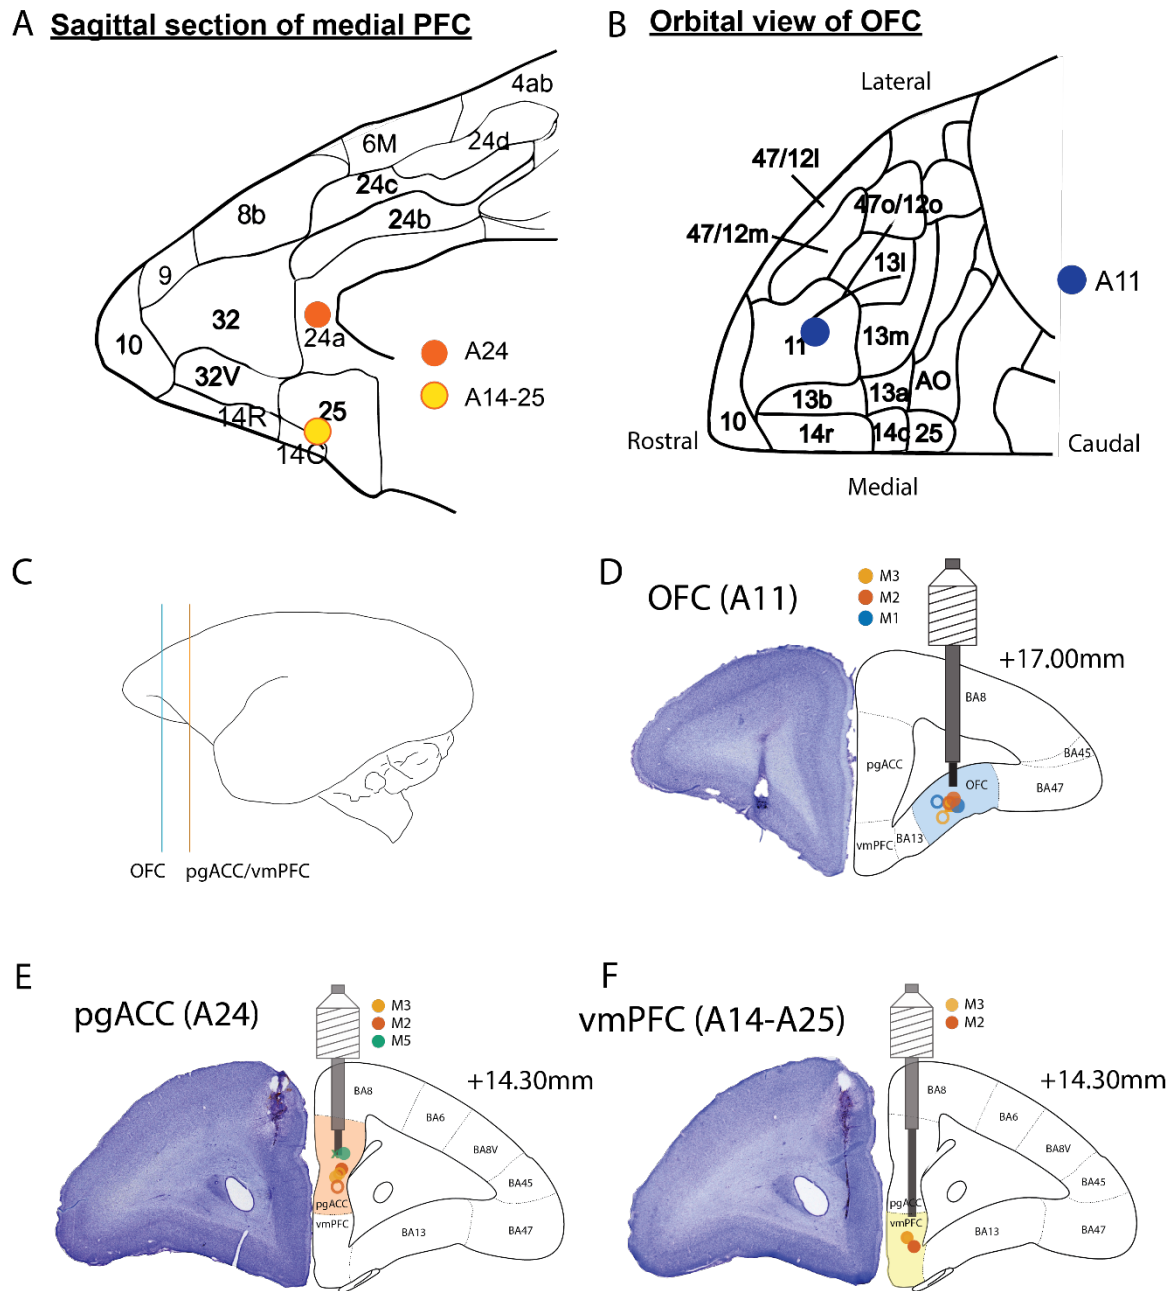 A Sagittal section of medial PFC
4ab
6M
24d
24c
8b
24b
9
32
24a
10
A24
32V
A14-25
25
14R
14C
B Orbital view of OFC
Lateral
47/12l
47o/12o
47/12m
13l
A11
11
13m
AO
13b
13a
10
14r
14c
25
Rostral
Caudal
Medial
C
OFC
pgACC/vmPFC
D
OFC (A11)
M3
M2
M1
+17.00mm
BA8
BA45
pgACC
OFC
BA47
vmPFC
BA13
E
pgACC (A24)
M3
M2
M5
+14.30mm
BA8
BA6
BA8V
BA45
pgACC
vmPFC
BA13
BA47
F
vmPFC (A14-A25)
M3
M2
+14.30mm
BA8
BA6
BA8V
BA45
pgACC
vmPFC
BA13
BA47